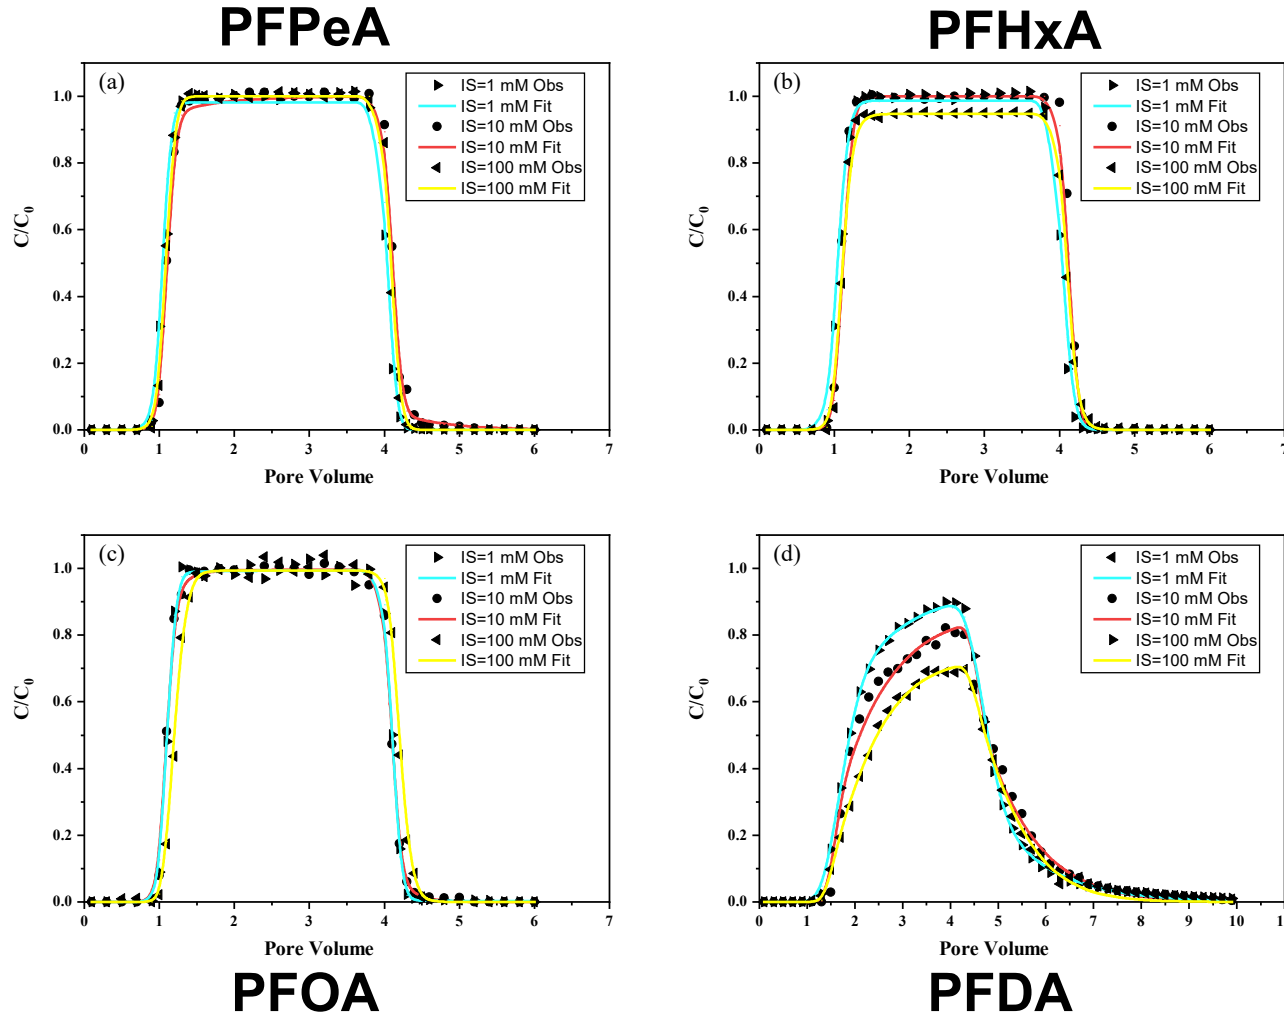 PFPeA
PFHxA
(a)
IS=1 mM Obs
IS=1 mM Fit
IS=10 mM Obs
IS=10 mM Fit
IS=100 mM Obs
IS=100 mM Fit
1.0
0.8
0.6
0.4
0.2
0.0
C/C0
0 1 2 3 4 5 6 7
Pore Volume
(b)
IS=1 mM Obs
IS=1 mM Fit
IS=10 mM Obs
IS=10 mM Fit
IS=100 mM Obs
IS=100 mM Fit
1.0
0.8
0.6
0.4
0.2
0.0
C/C0
0 1 2 3 4 5 6 7
Pore Volume
(c)
IS=1 mM Obs
IS=1 mM Fit
IS=10 mM Obs
IS=10 mM Fit
IS=100 mM Obs
IS=100 mM Fit
1.0
0.8
0.6
0.4
0.2
0.0
C/C0
0 1 2 3 4 5 6 7
Pore Volume
(d)
IS=1 mM Obs
IS=1 mM Fit
IS=10 mM Obs
IS=10 mM Fit
IS=100 mM Obs
IS=100 mM Fit
1.0
0.8
0.6
0.4
0.2
0.0
C/C0
0 1 2 3 4 5 6 7 8 9 10
Pore Volume
PFOA
PFDA